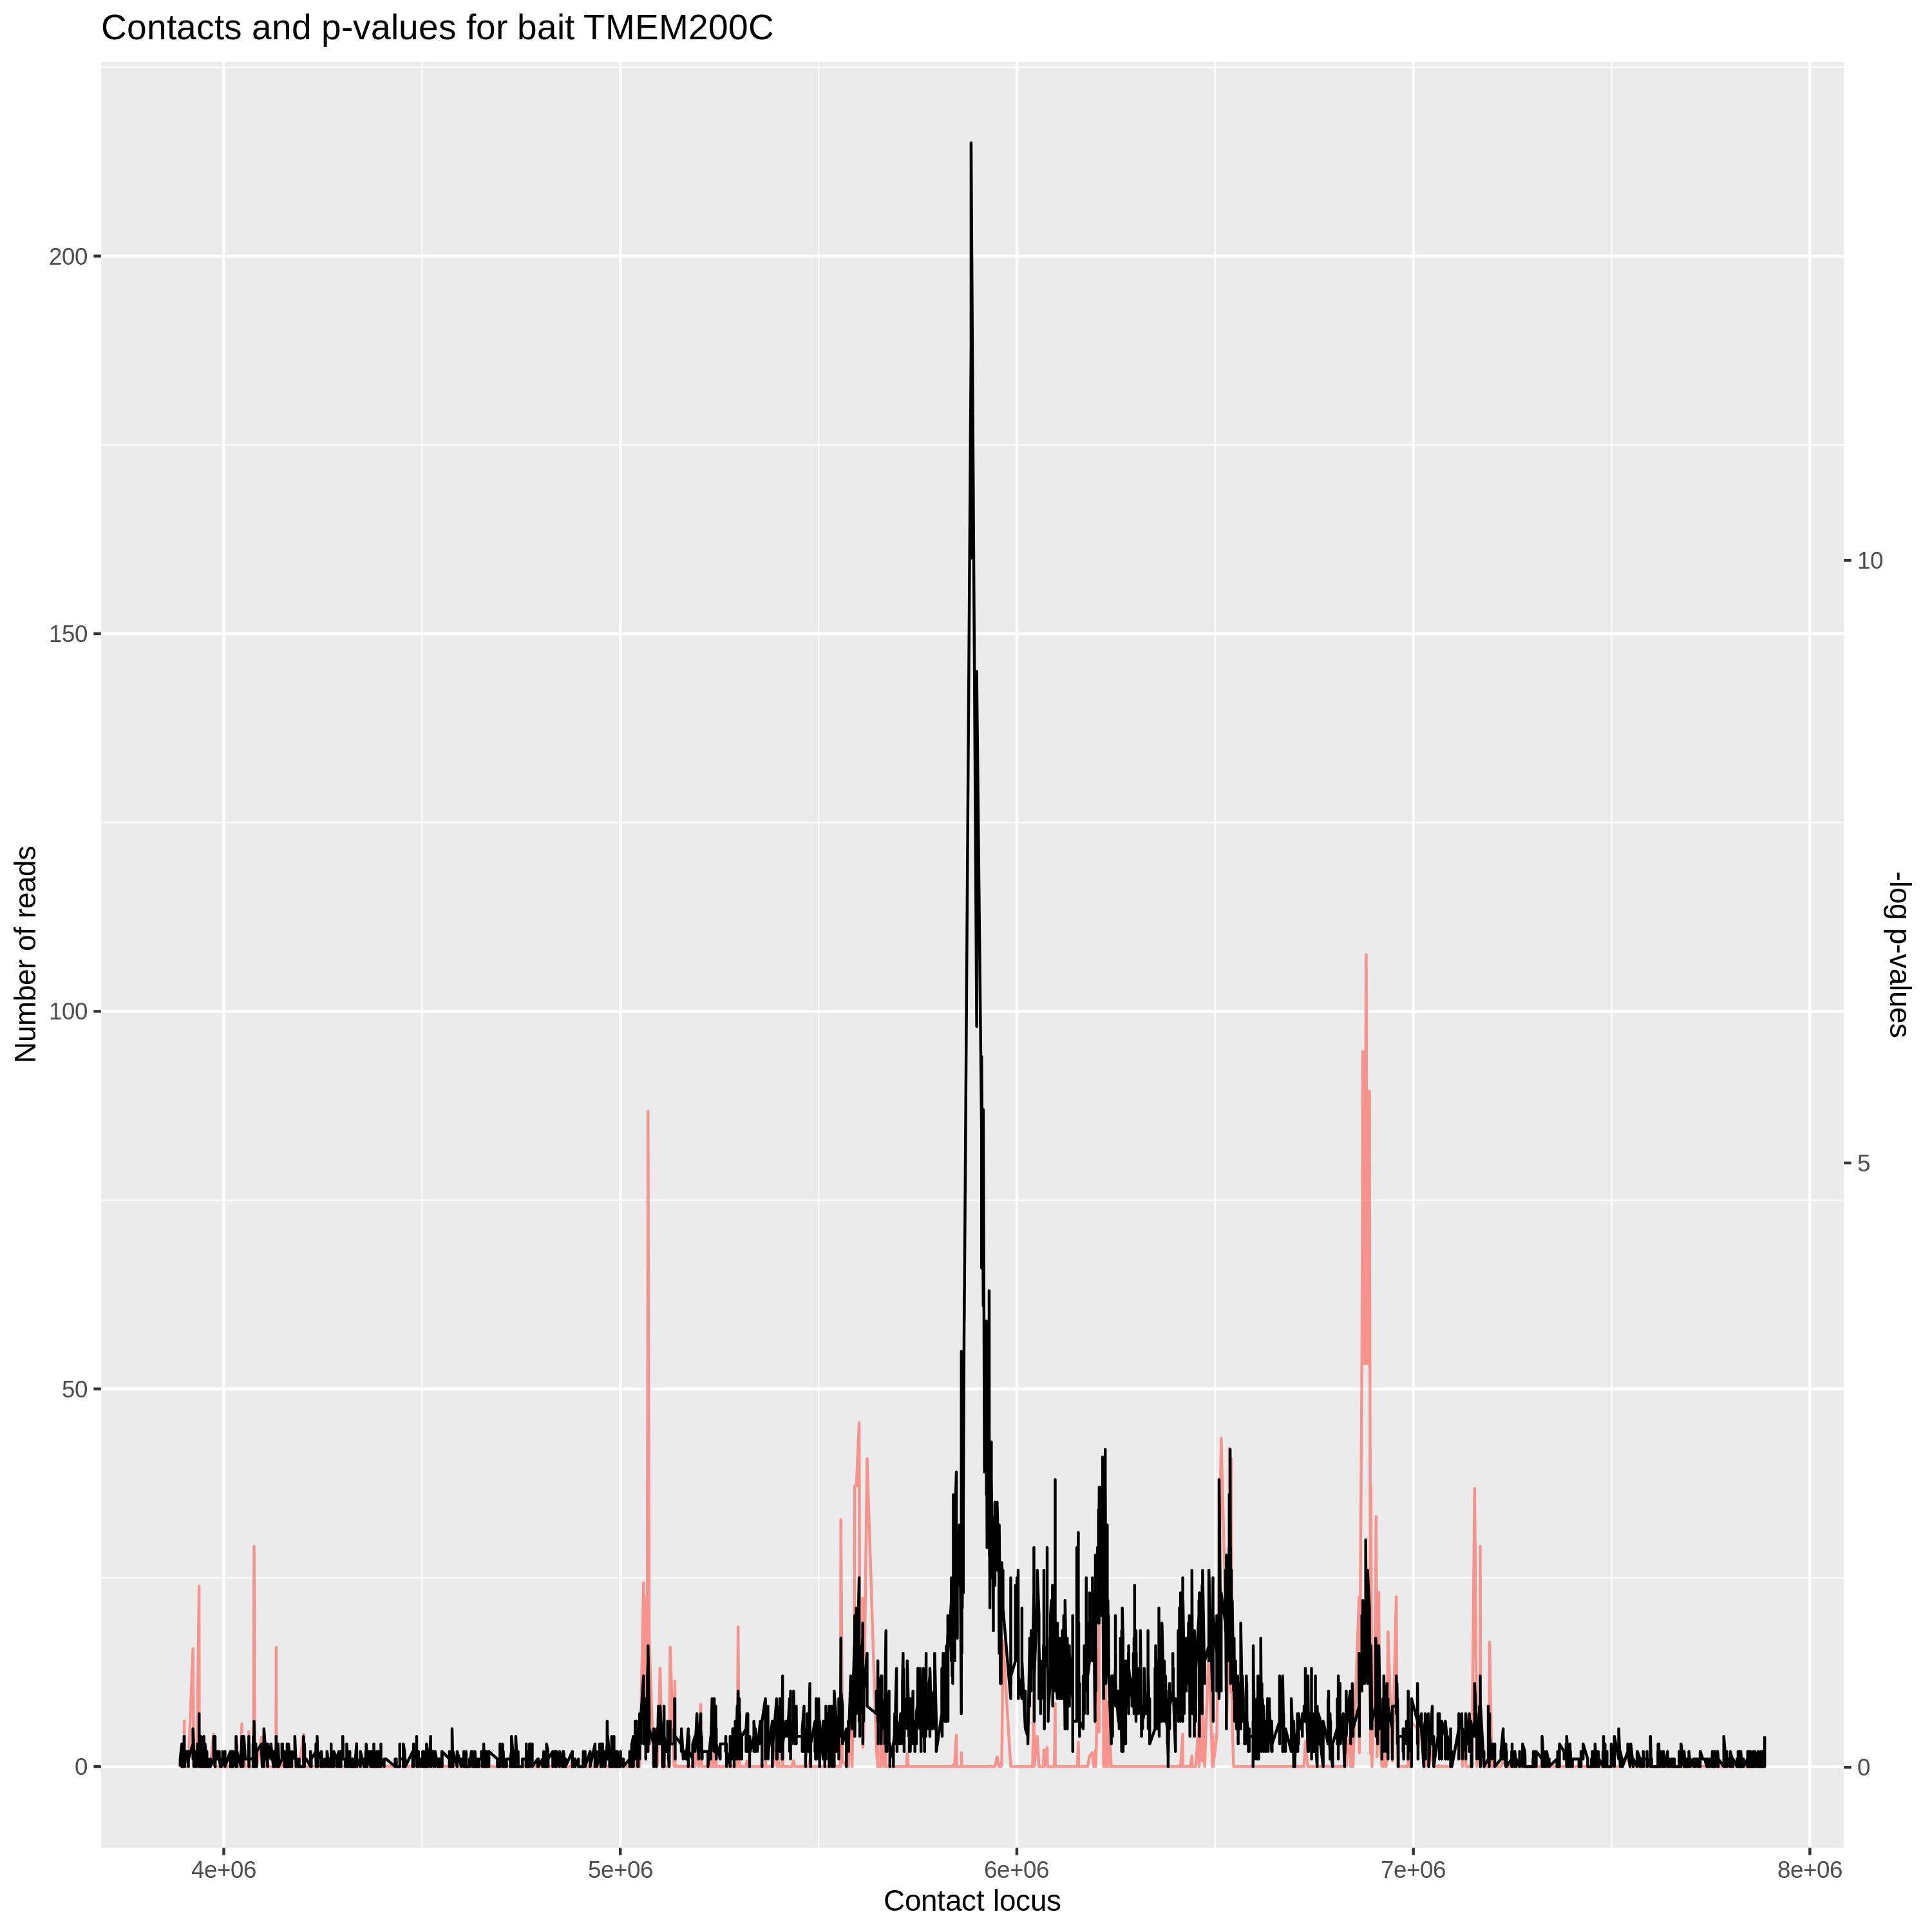 Contacts and p-values for bait TMEM200C
200
150
100
50
0
Number of reads
10
5
0
-log p-values
4e+06 5e+06 6e+06 7e+06 8e+06
Contact locus